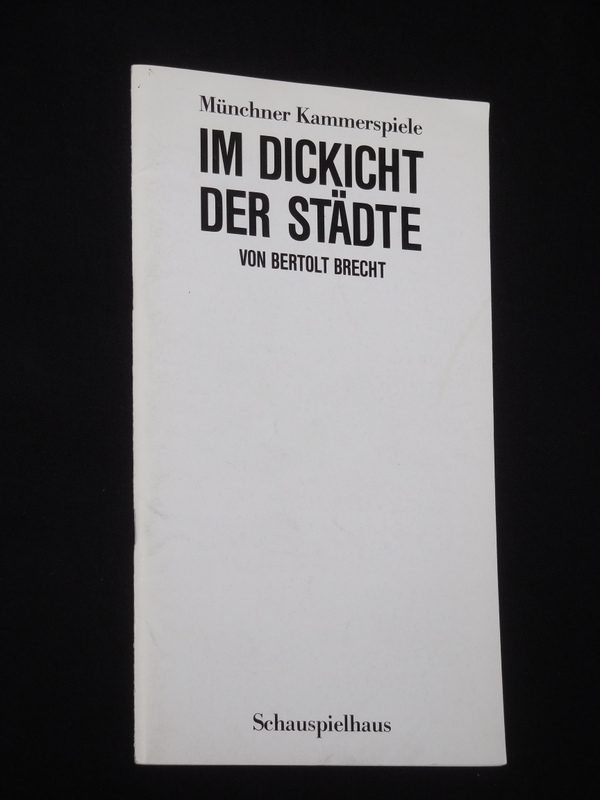 Münchner Kammerspiele
IM DICKICHT
DER STÄDTE
VON BERTOLT BRECHT
Schauspielhaus